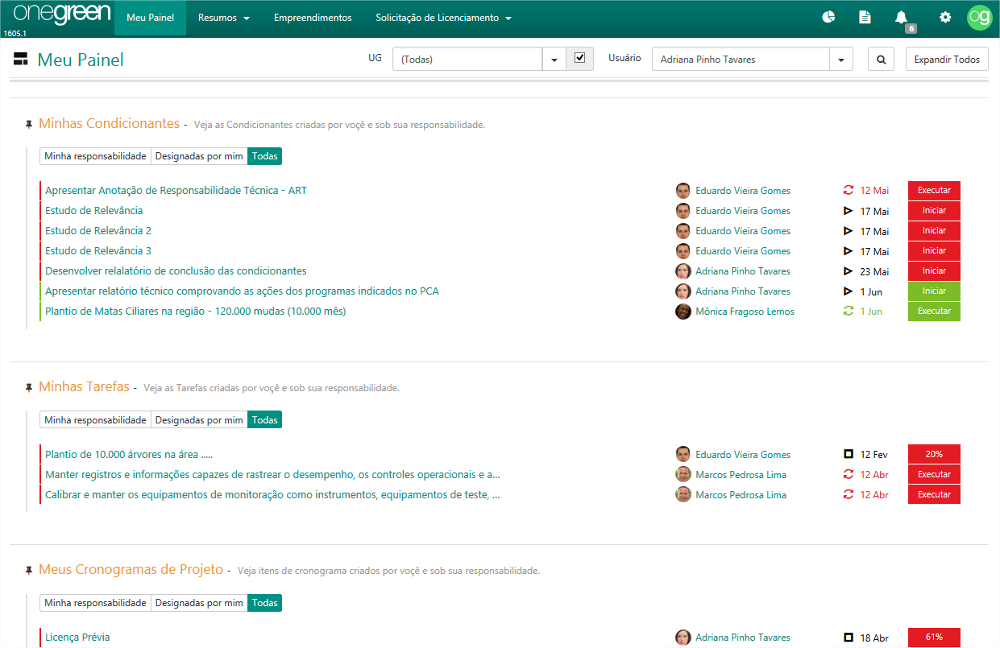 onegreen Meu Painel Resumos Empreendimentos Solicitação de Licenciamento og
1605.1 6
Meu Painel UG (Todas) Usuário Adriana Pinho Tavares Expandir Todos
Minhas Condicionantes - Veja as Condicionantes criadas por voçê e sob sua responsabilidade.
Minha responsabilidade Designadas por mim Todas
Apresentar Anotação de Responsabilidade Técnica - ART Eduardo Vieira Gomes 12 Mai Executar
Estudo de Relevância Eduardo Vieira Gomes 17 Mai Iniciar
Estudo de Relevância 2 Eduardo Vieira Gomes 17 Mai Iniciar
Estudo de Relevância 3 Eduardo Vieira Gomes 17 Mai Iniciar
Desenvolver relalatório de conclusão das condicionantes Adriana Pinho Tavares 23 Mai Iniciar
Apresentar relatório técnico comprovando as ações dos programas indicados no PCA Adriana Pinho Tavares 1 Jun Iniciar
Plantio de Matas Ciliares na região - 120.000 mudas (10.000 mês) Mônica Fragoso Lemos 1 Jun Executar
Minhas Tarefas - Veja as Tarefas criadas por voçê e sob sua responsabilidade.
Minha responsabilidade Designadas por mim Todas
Plantio de 10.000 árvores na área ..... Eduardo Vieira Gomes 12 Fev 20%
Manter registros e informações capazes de rastrear o desempenho, os controles operacionais e a... Marcos Pedrosa Lima 12 Abr Executar
Calibrar e manter os equipamentos de monitoração como instrumentos, equipamentos de teste, ... Marcos Pedrosa Lima 12 Abr Executar
Meus Cronogramas de Projeto - Veja itens de cronograma criados por voçê e sob sua responsabilidade.
Minha responsabilidade Designadas por mim Todas
Licença Prévia Adriana Pinho Tavares 18 Abr 61%